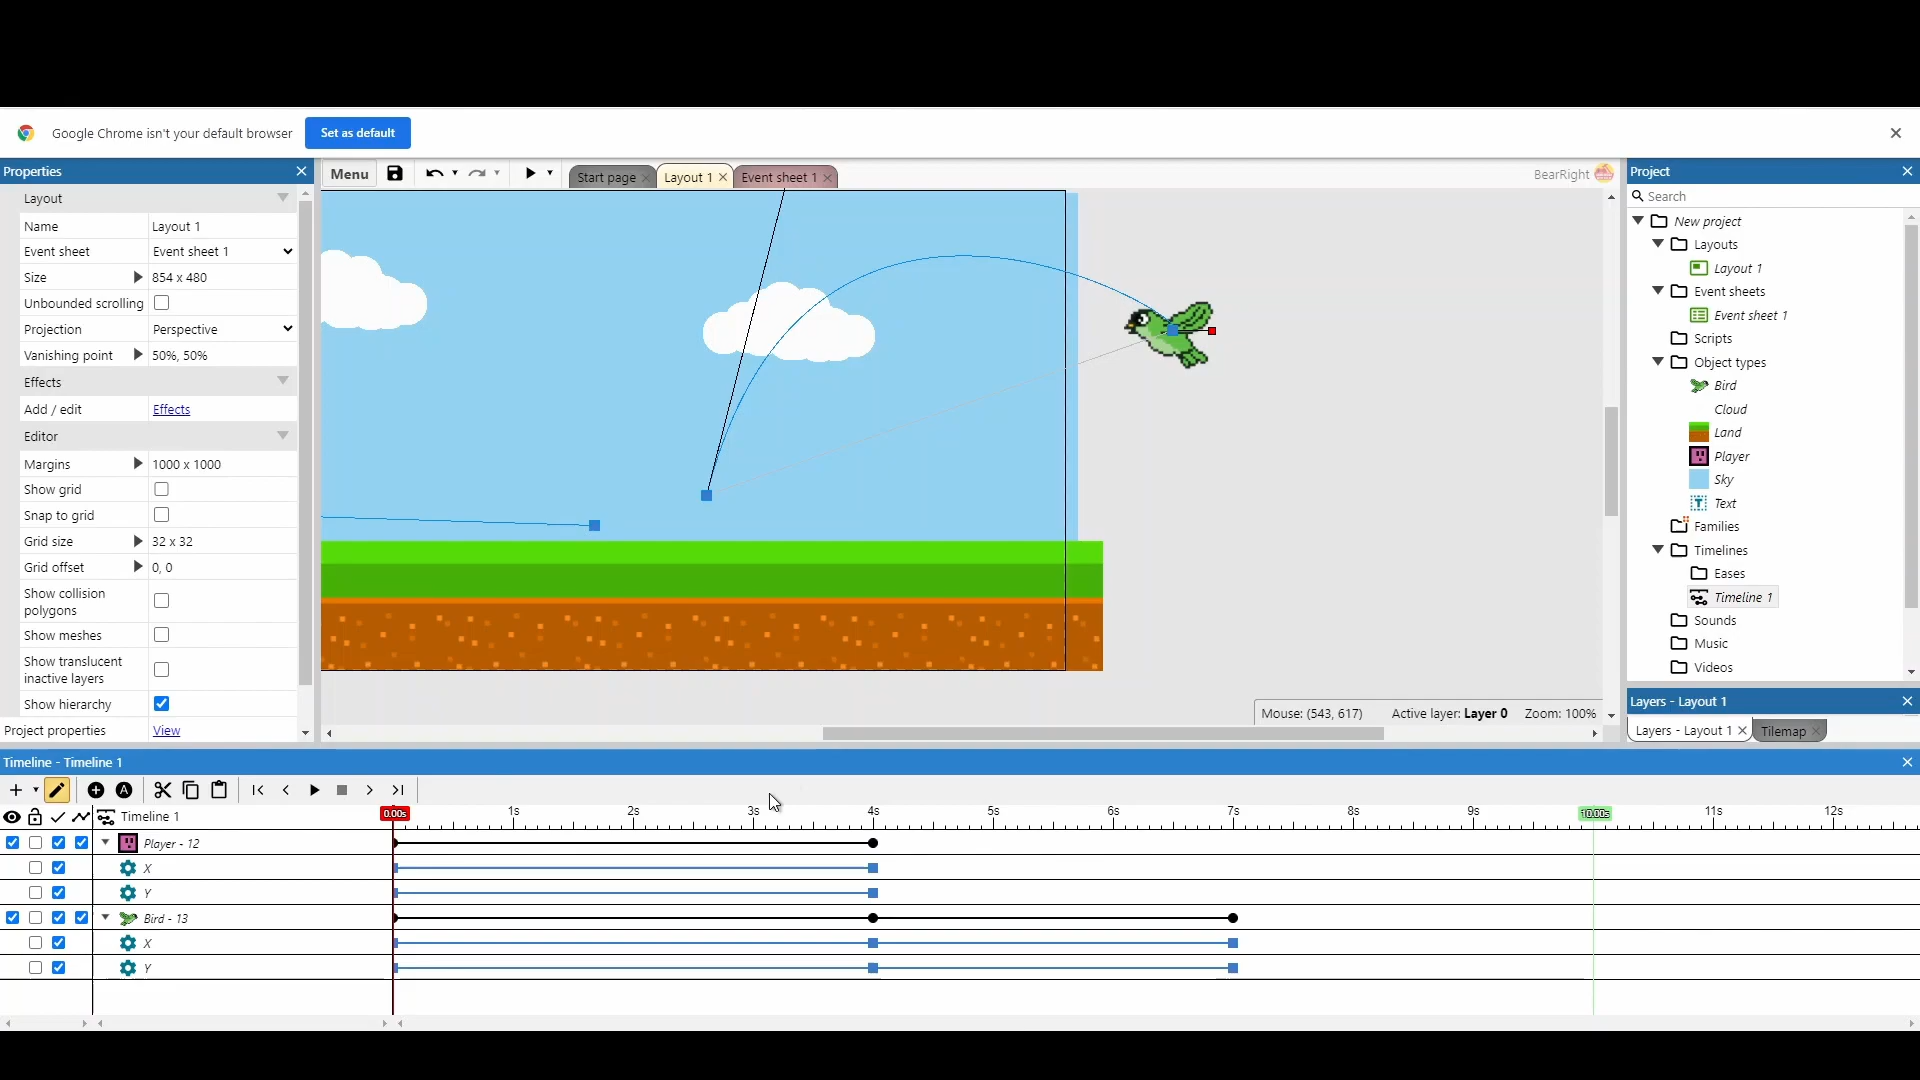 Google Chrome isn't your default browser
Set as default
Properties
Layout
Name Layout 1
Event sheet Event sheet 1
Size 854 x 480
Unbounded scrolling
Projection Perspective
Vanishing point 50%, 50%
Effects
Add / edit Effects
Editor
Margins 1000 x 1000
Show grid
Snap to grid
Grid size 32 x 32
Grid offset 0, 0
Show collision
polygons
Show meshes
Show translucent
inactive layers
Show hierarchy
Project properties View
Menu
Start page
Layout 1
Event sheet 1
BearRight
Mouse: (543, 617) Active layer: Layer 0 Zoom: 100%
Project
Search
New project
Layouts
Layout 1
Event sheets
Event sheet 1
Scripts
Object types
Bird
Cloud
Land
Player
Sky
Text
Families
Timelines
Eases
Timeline 1
Sounds
Music
Videos
Layers - Layout 1
Layers - Layout 1
Tilemap
Timeline - Timeline 1
Timeline 1
0.00s 1s 2s 3s 4s 5s 6s 7s 8s 9s 10.00s 11s 12s
Player - 12
X
Y
Bird - 13
X
Y